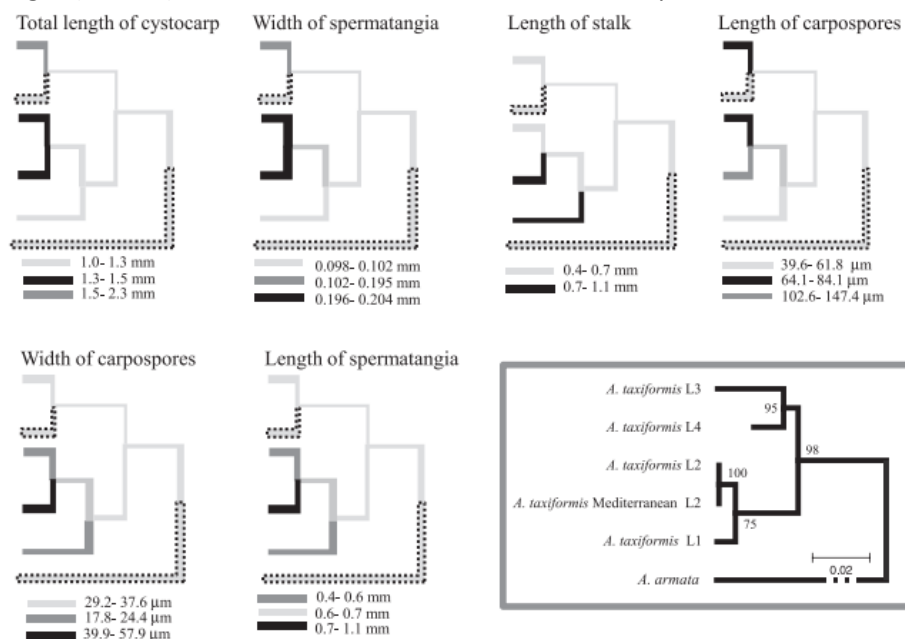 Total length of cystocarp
1.0- 1.3 mm
1.3- 1.5 mm
1.5- 2.3 mm
Width of spermatangia
0.098- 0.102 mm
0.102- 0.195 mm
0.196- 0.204 mm
Length of stalk
0.4- 0.7 mm
0.7- 1.1 mm
Length of carpospores
39.6- 61.8 μm
64.1- 84.1 μm
102.6- 147.4 μm
Width of carpospores
29.2- 37.6 μm
17.8- 24.4 μm
39.9- 57.9 μm
Length of spermatangia
0.4- 0.6 mm
0.6- 0.7 mm
0.7- 1.1 mm
A. taxiformis L3
95
A. taxiformis L4
98
A. taxiformis L2
100
A. taxiformis Mediterranean L2
75
A. taxiformis L1
0.02
A. armata